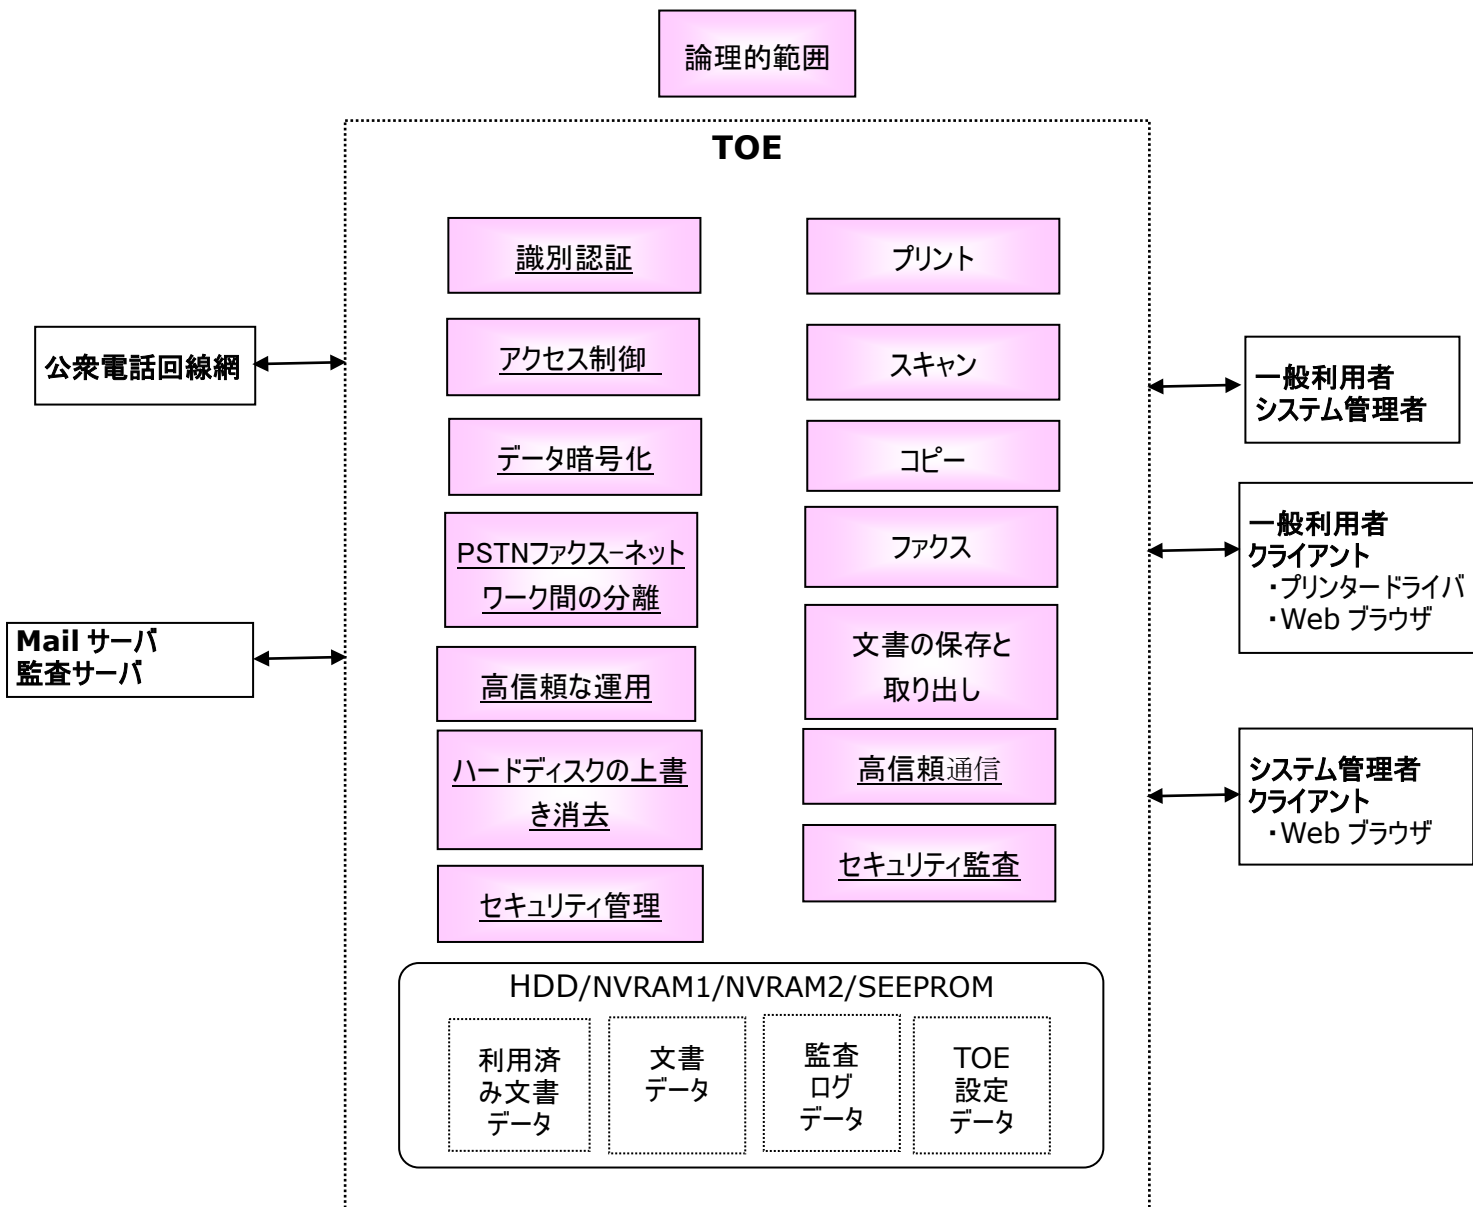 論理的範囲
TOE
識別認証
アクセス制御
データ暗号化
PSTNファクス-ネット
ワーク間の分離
高信頼な運用
ハードディスクの上書
き消去
セキュリティ管理
プリント
スキャン
コピー
ファクス
文書の保存と
取り出し
高信頼通信
セキュリティ監査
公衆電話回線網
Mail サーバ
監査サーバ
一般利用者
システム管理者
一般利用者
クライアント
・プリンタードライバ
・Web ブラウザ
システム管理者
クライアント
・Web ブラウザ
HDD/NVRAM1/NVRAM2/SEEPROM
利用済
み文書
データ
文書
データ
監査
ログ
データ
TOE
設定
データ